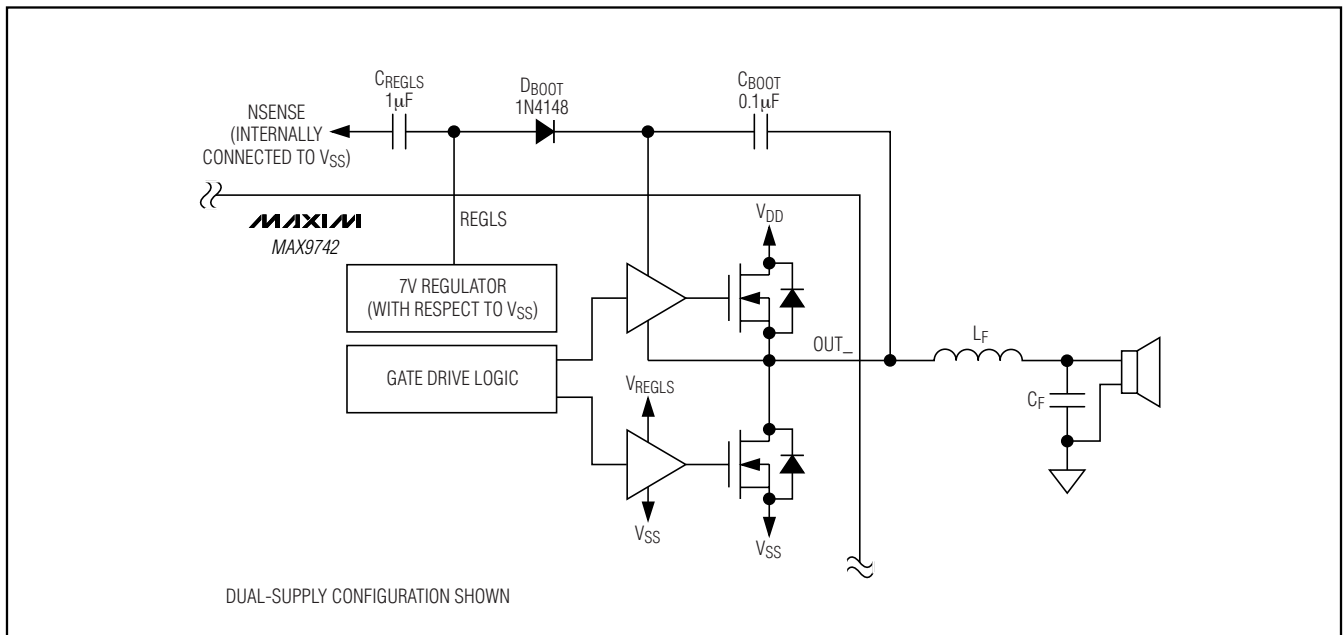 CREGLS
1µF
DBOOT
1N4148
CBOOT
0.1µF
NSENSE
(INTERNALLY
CONNECTED TO VSS)
MAXIM
MAX9742
REGLS
VDD
7V REGULATOR
(WITH RESPECT TO VSS)
OUT_
LF
GATE DRIVE LOGIC
VREGLS
CF
VSS
VSS
DUAL-SUPPLY CONFIGURATION SHOWN